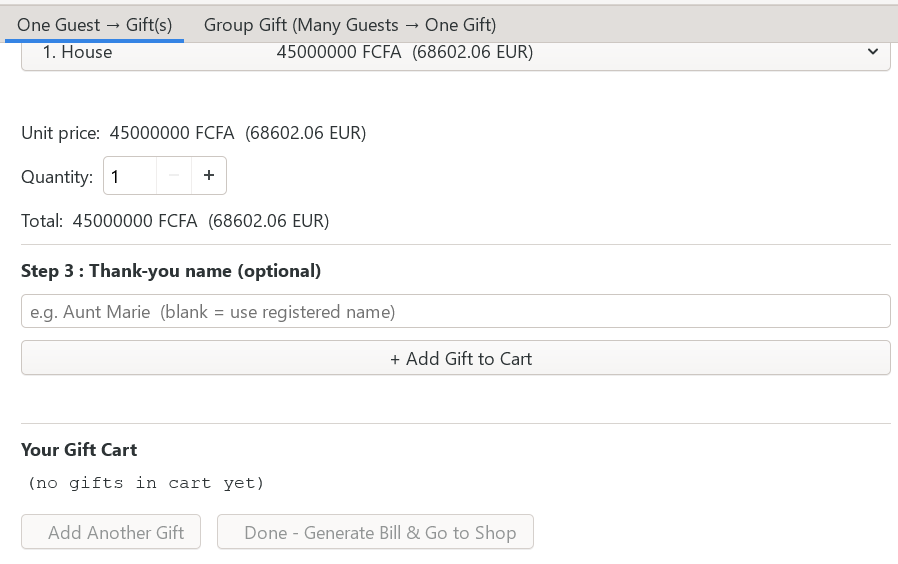 One Guest → Gift(s) Group Gift (Many Guests → One Gift)
1. House 45000000 FCFA (68602.06 EUR)
Unit price: 45000000 FCFA (68602.06 EUR)
Quantity: 1 − +
Total: 45000000 FCFA (68602.06 EUR)
Step 3 : Thank-you name (optional)
e.g. Aunt Marie (blank = use registered name)
+ Add Gift to Cart
Your Gift Cart
(no gifts in cart yet)
Add Another Gift Done - Generate Bill & Go to Shop